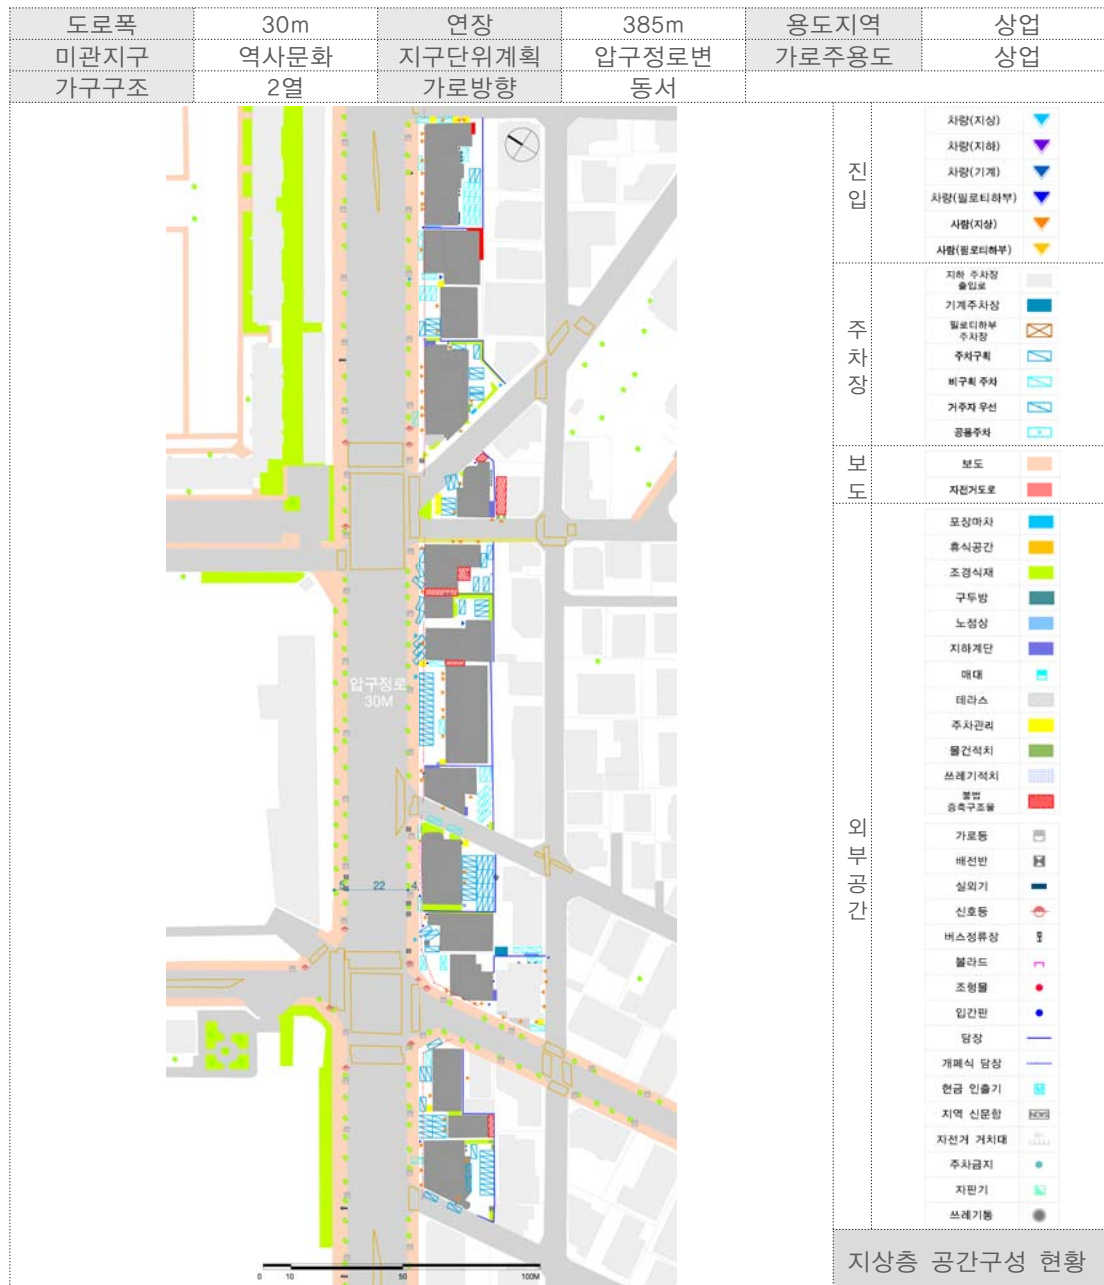 도로폭 30m 연장 385m 용도지역 상업
미관지구 역사문화 지구단위계획 압구정로변 가로주용도 상업
가구구조 2열 가로방향 동서
압구정로
30M
5 22 4
0 10 50 100M
진입
차량(지상)
차량(지하)
차량(기계)
차량(필로티하부)
사람(지상)
사람(필로티하부)
주차장
지하 주차장
출입로
기계주차장
필로티하부
주차장
주차구획
비구획 주차
거주자 우선
공용주차
보도
보도
자전거도로
외부공간
포장마차
휴식공간
조경식재
구두방
노점상
지하계단
매대
테라스
주차관리
물건적치
쓰레기적치
불법
증축구조물
가로등
배전반
실외기
신호등
버스정류장
볼라드
조형물
입간판
담장
개폐식 담장
현금 인출기
지역 신문함 NEWS
자전거 거치대
주차금지
자판기
쓰레기통
지상층 공간구성 현황